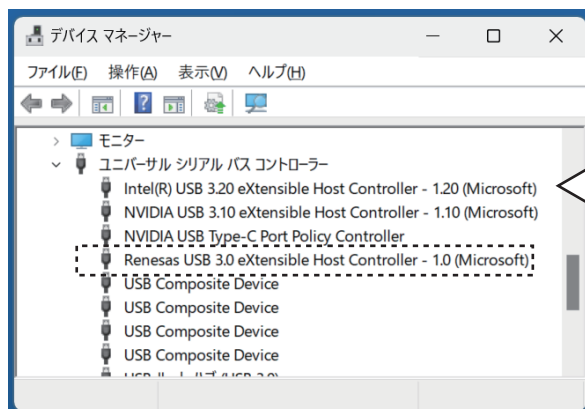 デバイス マネージャー
ファイル(F) 操作(A) 表示(V) ヘルプ(H)
モニター
ユニバーサル シリアル バス コントローラー
Intel(R) USB 3.20 eXtensible Host Controller - 1.20 (Microsoft)
NVIDIA USB 3.10 eXtensible Host Controller - 1.10 (Microsoft)
NVIDIA USB Type-C Port Policy Controller
Renesas USB 3.0 eXtensible Host Controller - 1.0 (Microsoft)
USB Composite Device
USB Composite Device
USB Composite Device
USB Composite Device